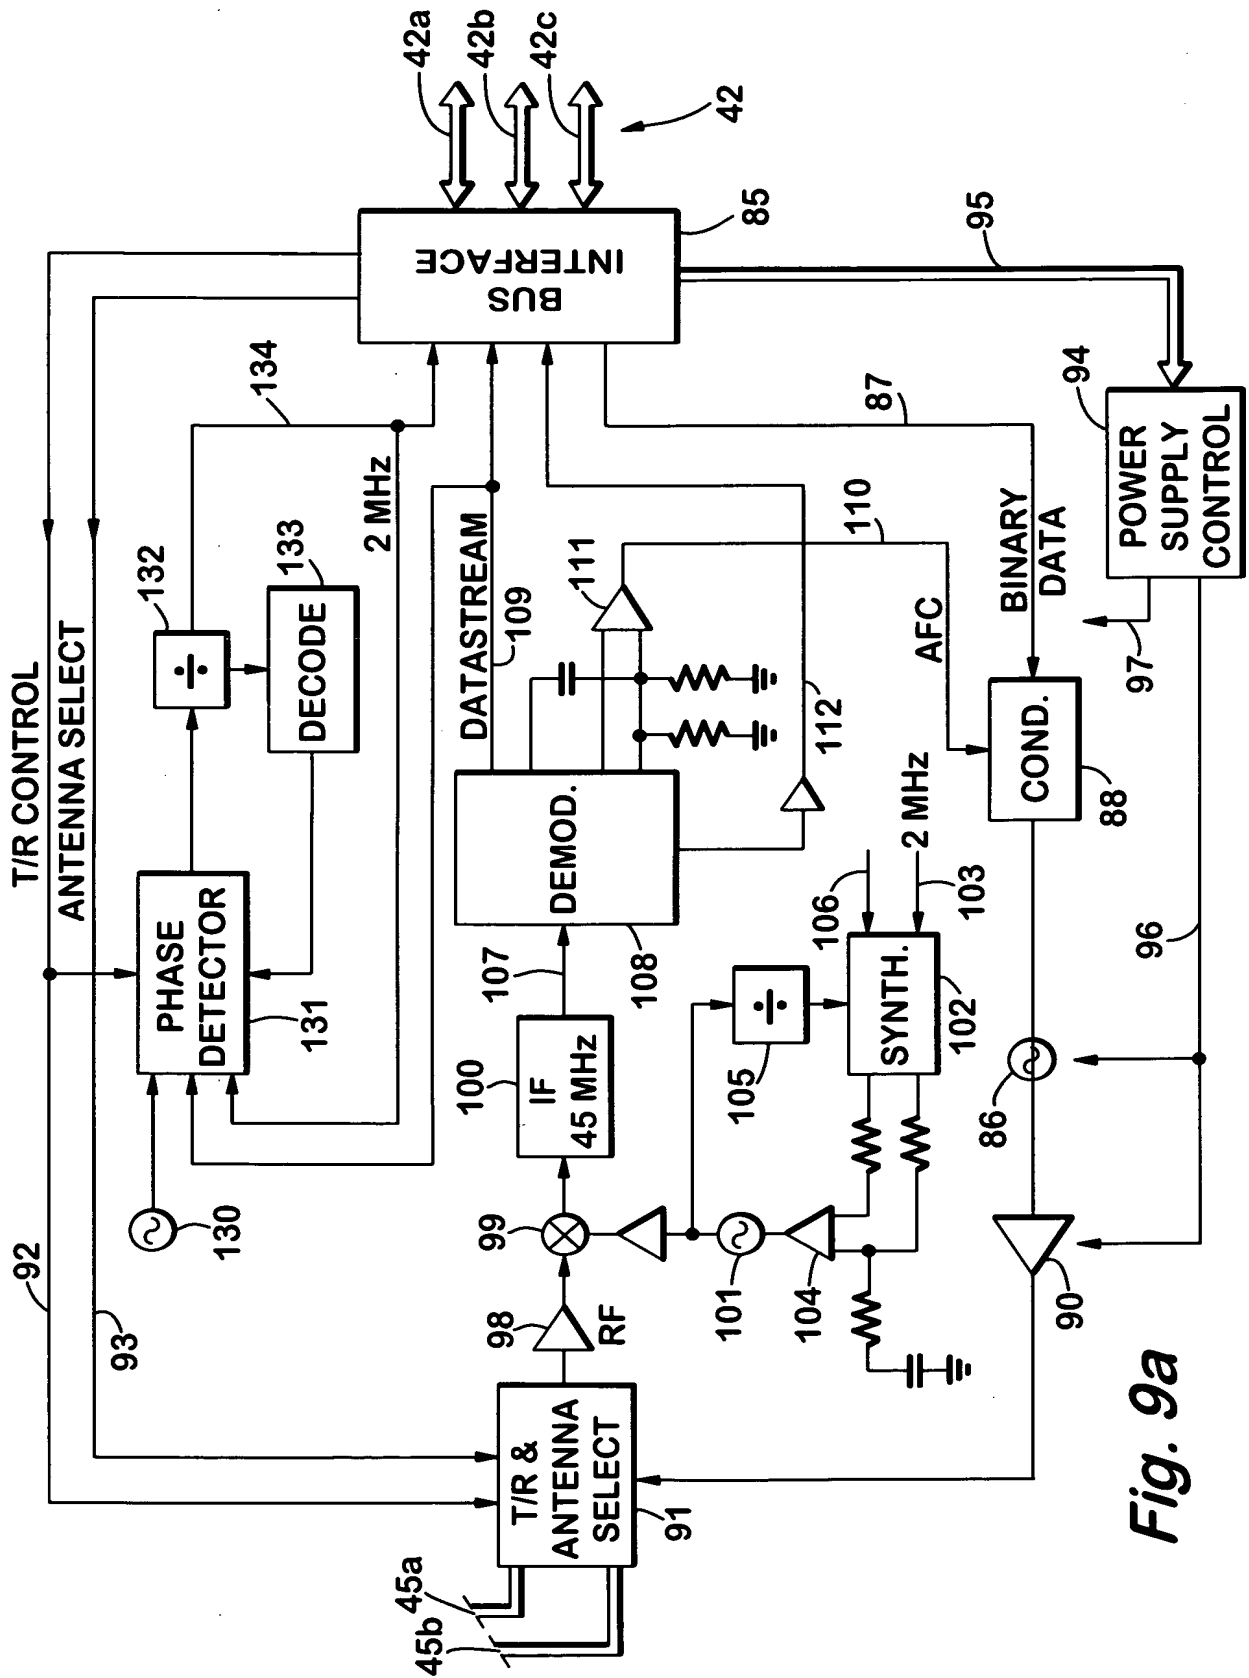 T/R CONTROL
ANTENNA SELECT
92
93
130
PHASE
DETECTOR
131
÷
132
DECODE
133
134
2 MHz
BUS
INTERFACE
85
42a
42b
42c
42
45a
45b
T/R &
ANTENNA
SELECT
91
98
RF
99
100
IF
45 MHz
107
DEMOD.
108
DATASTREAM
109
111
110
112
AFC
87
BINARY
DATA
101
104
÷
105
SYNTH.
102
106
2 MHz
103
COND.
88
86
90
96
97
POWER
SUPPLY
CONTROL
94
95
Fig. 9a